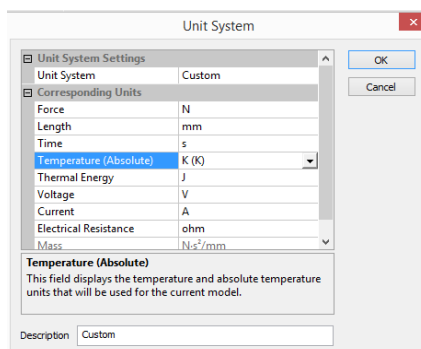 Unit System
Unit System Settings
Unit System Custom
Corresponding Units
Force N
Length mm
Time s
Temperature (Absolute) K (K)
Thermal Energy J
Voltage V
Current A
Electrical Resistance ohm
Mass N·s²/mm
Temperature (Absolute)
This field displays the temperature and absolute temperature
units that will be used for the current model.
Description Custom
OK
Cancel